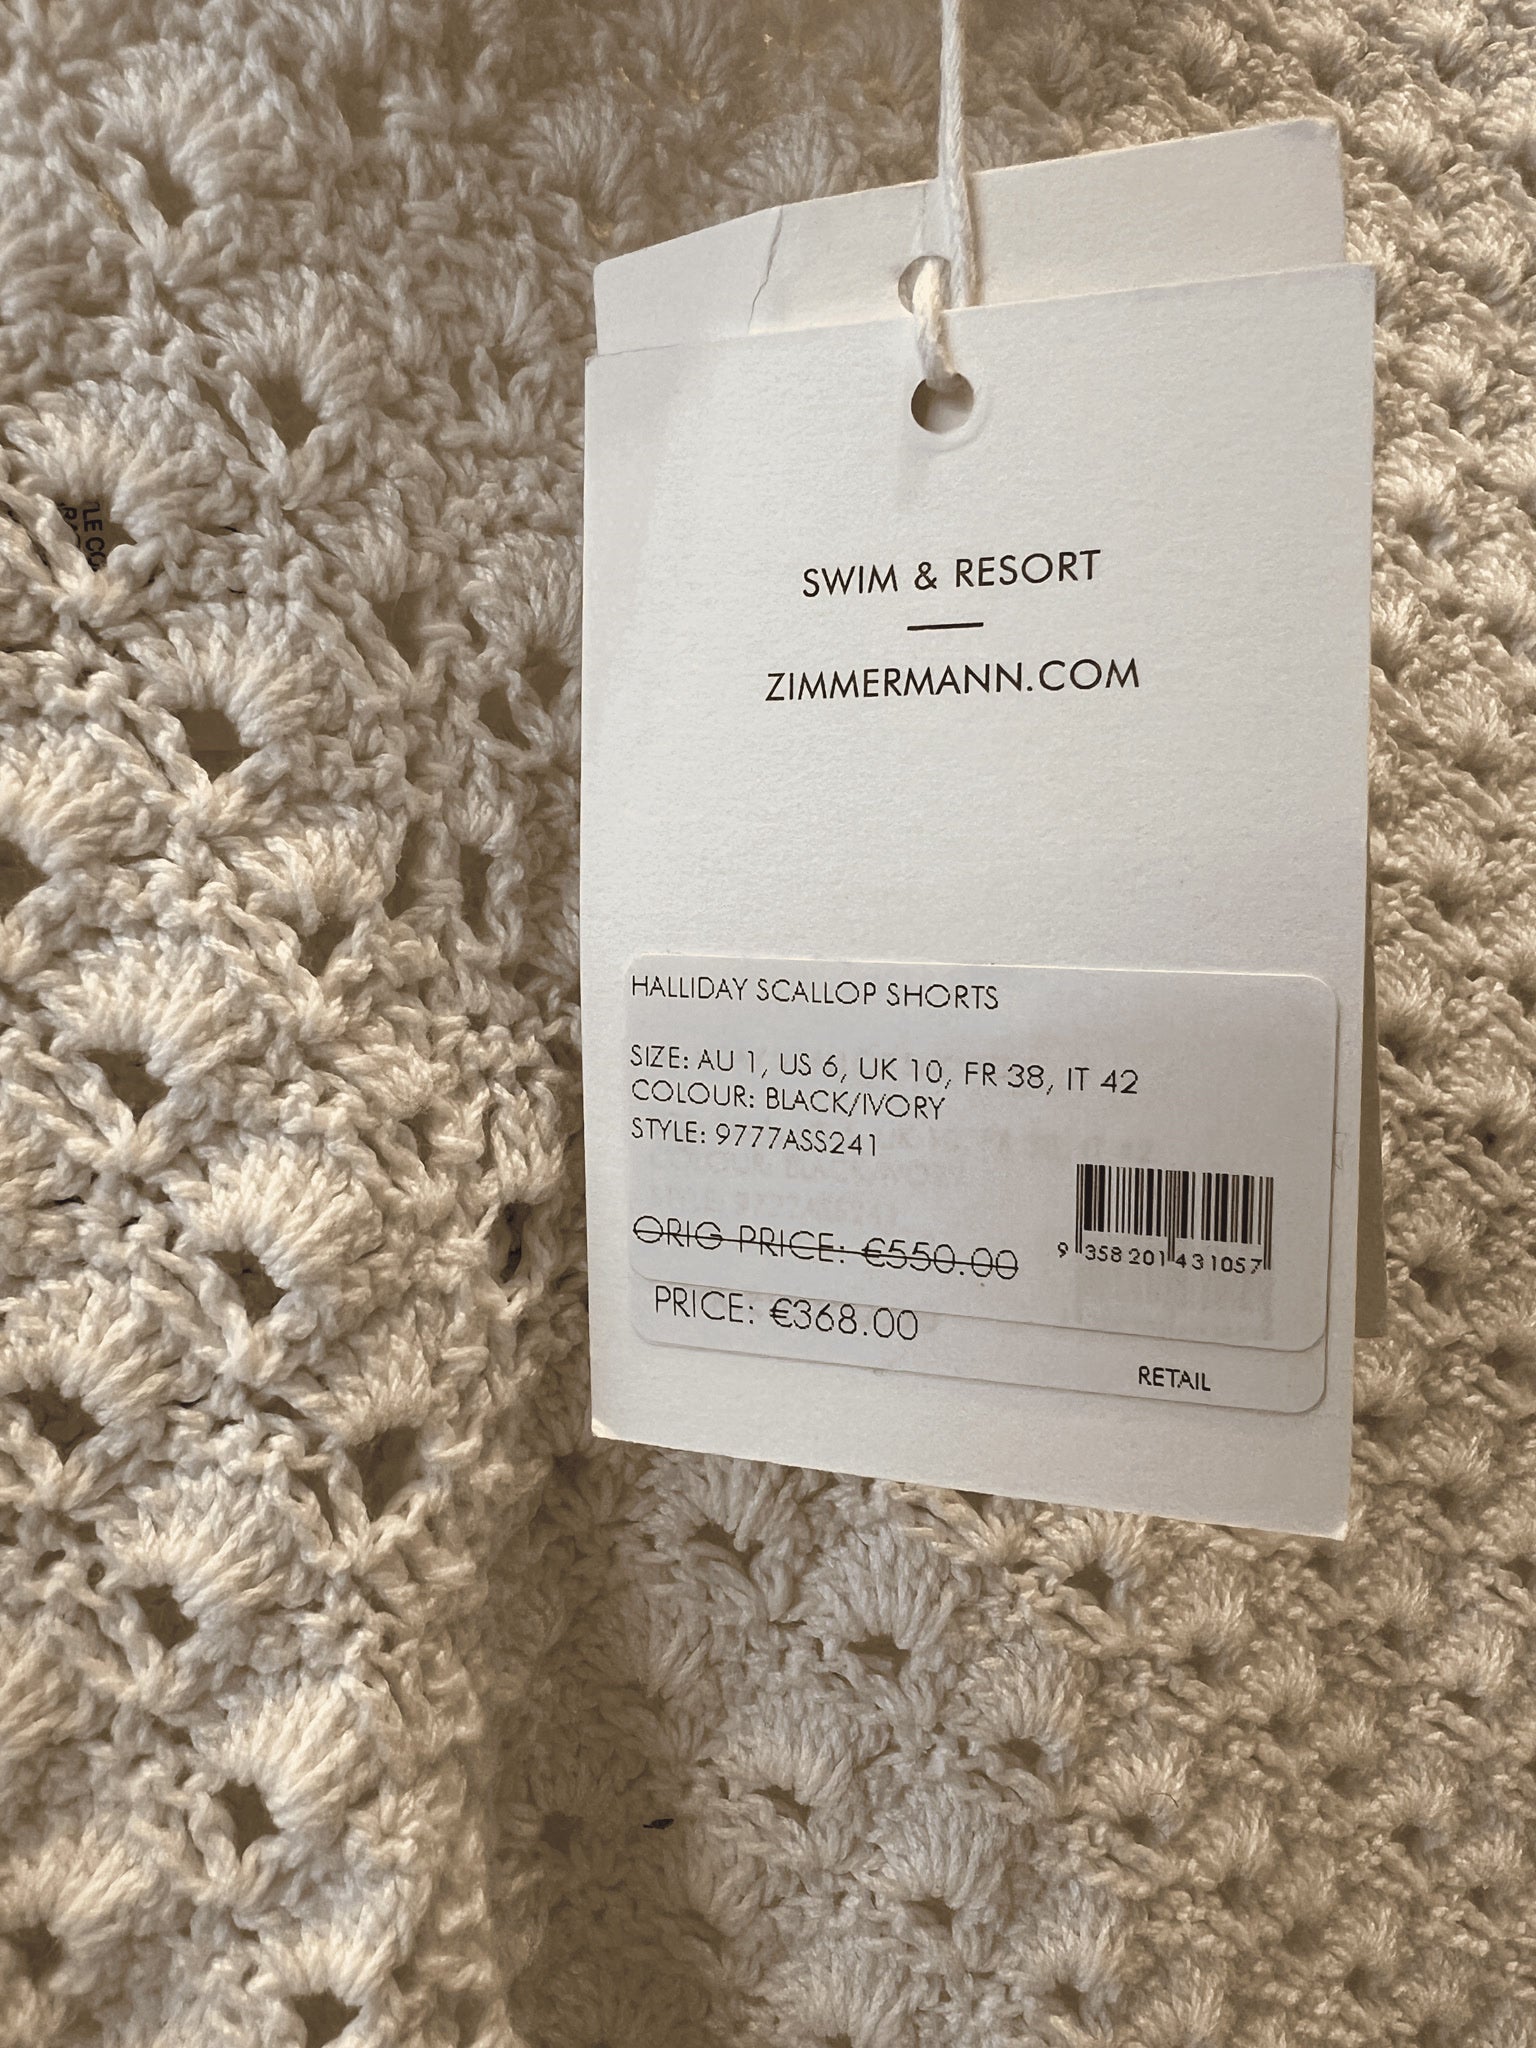 SWIM & RESORT
ZIMMERMANN.COM
HALLIDAY SCALLOP SHORTS
SIZE: AU 1, US 6, UK 10, FR 38, IT 42
COLOUR: BLACK/IVORY
STYLE: 9777ASS241
ORIG PRICE: €550.00
9 358201 431057
PRICE: €368.00
RETAIL